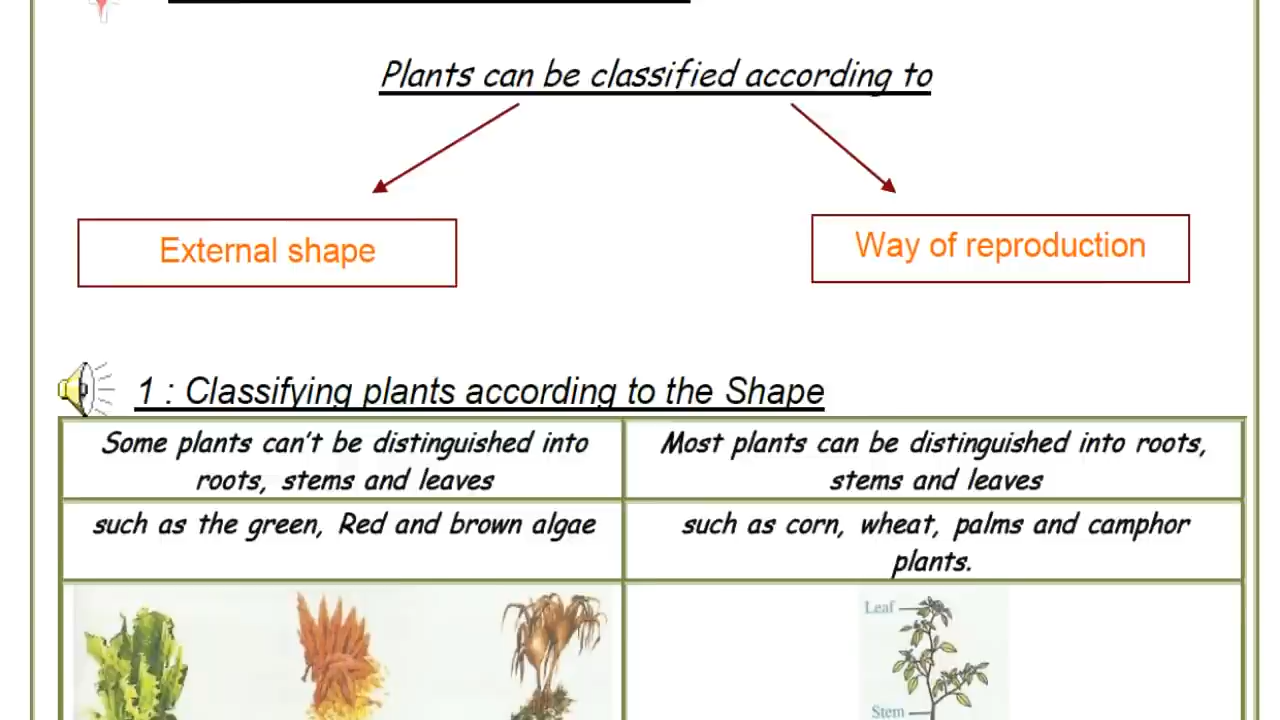 Plants can be classified according to
External shape
Way of reproduction
1 : Classifying plants according to the Shape
Some plants can't be distinguished into
roots, stems and leaves
Most plants can be distinguished into roots,
stems and leaves
such as the green, Red and brown algae
such as corn, wheat, palms and camphor
plants.
Leaf
Stem